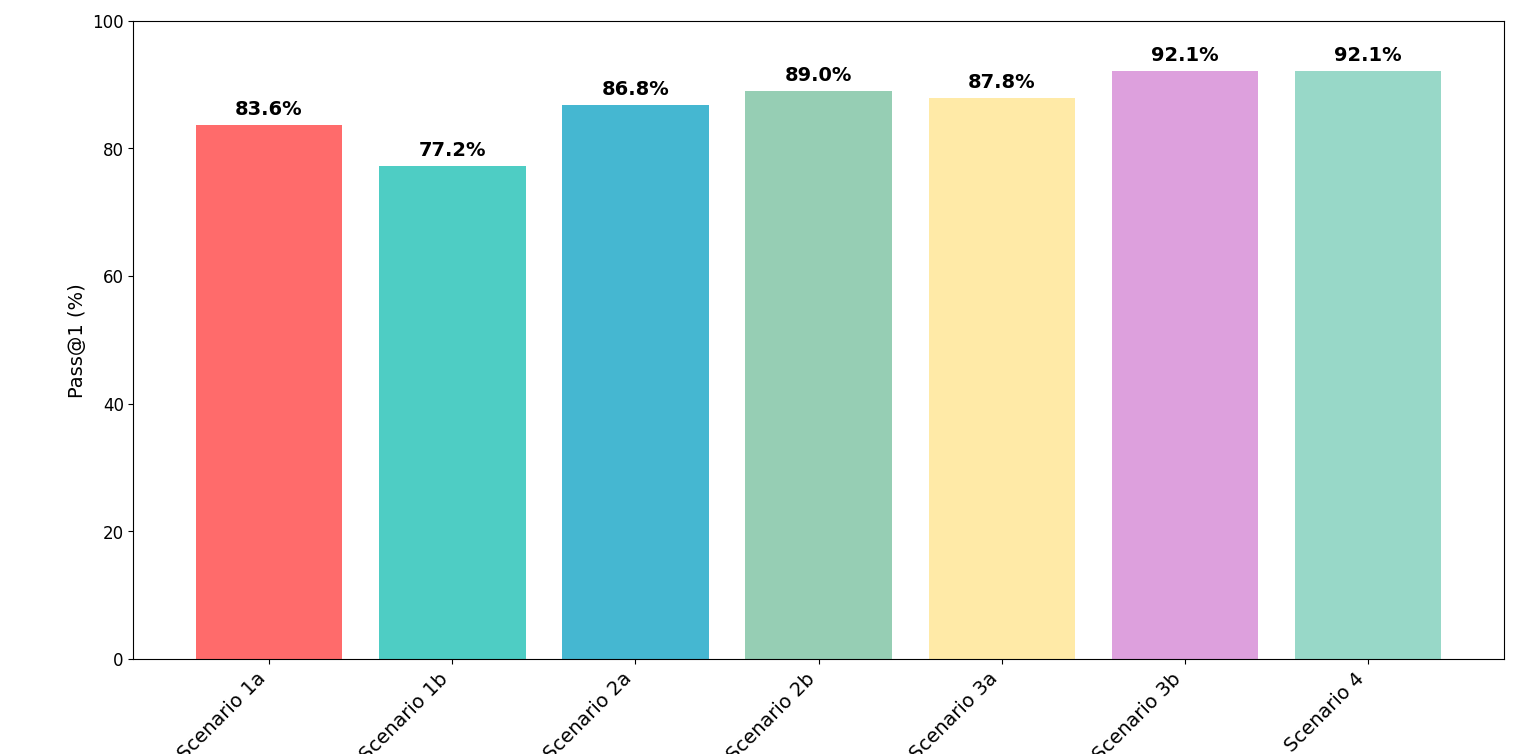 Pass@1 (%)
100
80
60
40
20
0
83.6%
77.2%
86.8%
89.0%
87.8%
92.1%
92.1%
Scenario 1a
Scenario 1b
Scenario 2a
Scenario 2b
Scenario 3a
Scenario 3b
Scenario 4